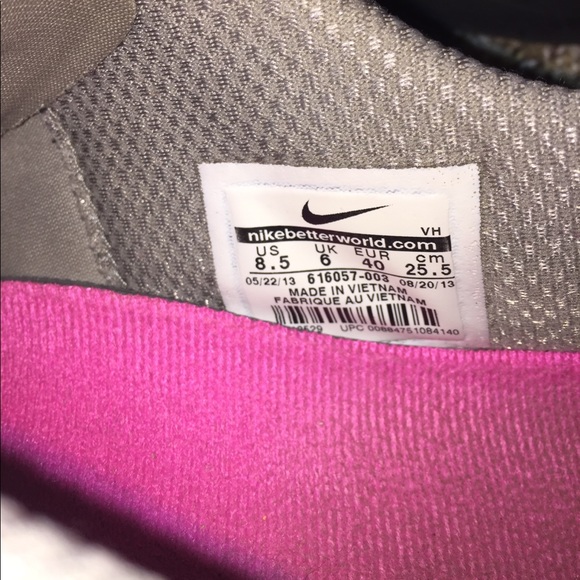 VH
nikebetterworld.com
US UK EUR cm
8.5 6 40 25.5
05/22/13 616057-003 08/20/13
MADE IN VIETNAM
FABRIQUE AU VIETNAM
UPC 00884751084140